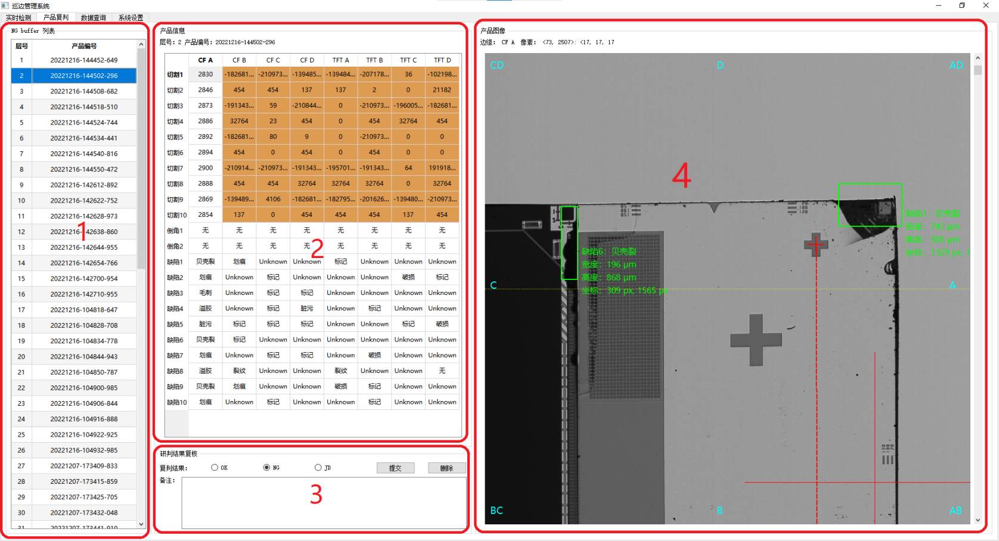 巡边管理系统
实时检测 产品复判 数据查询 系统设置
NG buffer 列表
层号 产品编号
1 20221216-144452-649
2 20221216-144502-296
3 20221216-144508-682
4 20221216-144518-510
5 20221216-144524-744
6 20221216-144534-441
7 20221216-144540-816
8 20221216-144550-472
9 20221216-142612-892
10 20221216-142622-752
11 20221216-142628-973
12 20221216-142638-860
13 20221216-142644-955
14 20221216-142654-766
15 20221216-142700-954
16 20221216-142710-955
17 20221216-104818-647
18 20221216-104828-708
19 20221216-104834-778
20 20221216-104844-943
21 20221216-104850-787
22 20221216-104900-985
23 20221216-104906-844
24 20221216-104916-888
25 20221216-104922-925
26 20221216-104932-985
27 20221207-173409-833
28 20221207-173415-859
29 20221207-173425-705
30 20221207-173432-048
31 20221207-173441-910
1
产品信息
层号: 2 产品编号: 20221216-144502-296
CF A CF B CF C CF D TFT A TFT B TFT C TFT D
切割1 2830 -182681... -210973... -139485... -139484... -207178... 36 -102198...
切割2 2846 454 454 137 137 2 0 21182
切割3 2873 -191343... 59 -210844... 0 -210973... -196005... -182681...
切割4 2886 32764 23 454 0 454 32764 454
切割5 2892 -182681... 80 9 0 -210973... 0 0
切割6 2894 454 0 454 0 454 0 0
切割7 2900 -210914... -210973... -191343... -195701... -191343... 64 191918...
切割8 2888 454 454 32764 32764 32764 0 32764
切割9 2869 -139489... 4106 -182681... -182795... -201626... -139480... -210973...
切割10 2854 137 0 454 454 454 137 454
倒角1 无 无 无 无 无 无 无 无
倒角2 无 无 无 无 无 无 无 无
缺陷1 贝壳裂 划痕 Unknown Unknown 标记 Unknown Unknown Unknown
缺陷2 划痕 Unknown 标记 Unknown Unknown Unknown 破损 标记
缺陷3 毛刺 Unknown 标记 标记 Unknown Unknown Unknown Unknown
缺陷4 溢胶 Unknown 标记 脏污 Unknown 标记 Unknown Unknown
缺陷5 脏污 标记 标记 标记 Unknown Unknown 标记 破损
缺陷6 贝壳裂 标记 Unknown Unknown Unknown Unknown Unknown Unknown
缺陷7 划痕 Unknown 标记 标记 Unknown 破损 Unknown Unknown
缺陷8 溢胶 裂纹 Unknown Unknown 裂纹 Unknown Unknown 无
缺陷9 贝壳裂 划痕 Unknown Unknown 破损 标记 Unknown Unknown
缺陷10 划痕 Unknown 标记 Unknown Unknown 标记 Unknown Unknown
2
研判结果复核
复判结果: OK NG JD 提交 删除
备注:
3
产品图像
边缘: CF A 像素: <73, 2507>: <17, 17, 17
CD D AD
4
缺陷1: 贝壳裂
宽度: 742 μm
高度: 508 μm
坐标: 1329 px, 1
缺陷6: 贝壳裂
宽度: 196 μm
高度: 868 μm
坐标: 309 px, 1565 px
C A
BC B AB